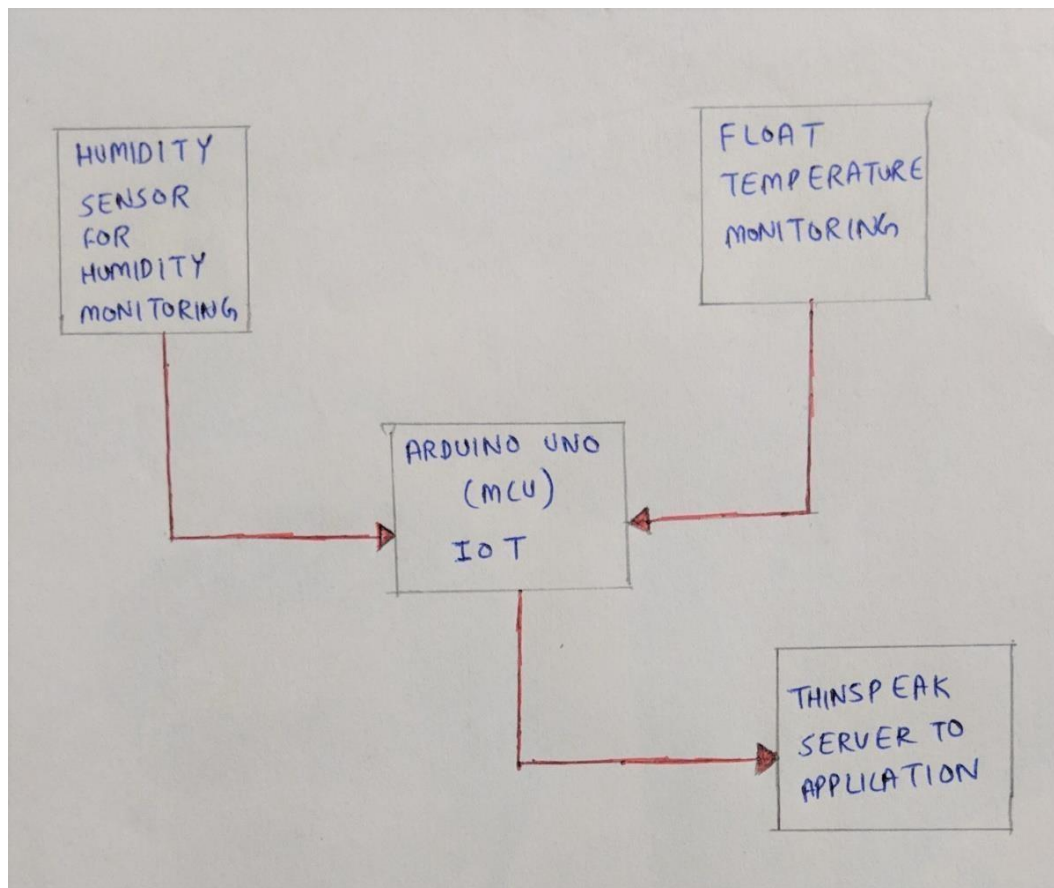 HUMIDITY
SENSOR
FOR
HUMIDITY
MONITORING
FLOAT
TEMPERATURE
MONITORING
ARDUINO UNO
(MCU)
IOT
THINSPEAK
SERVER TO
APPLICATION